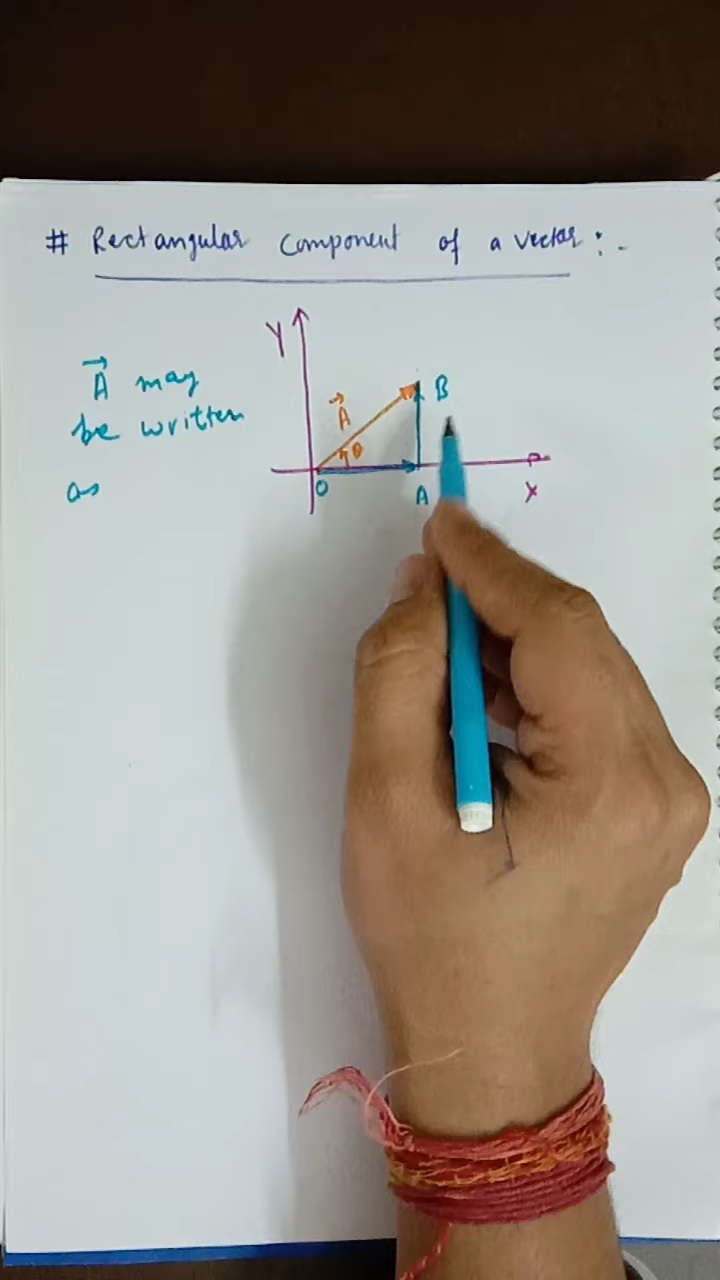 # Rectangular component of a vector :-
Y
A⃗ may
be written
as
A⃗
θ
B
O
A
X